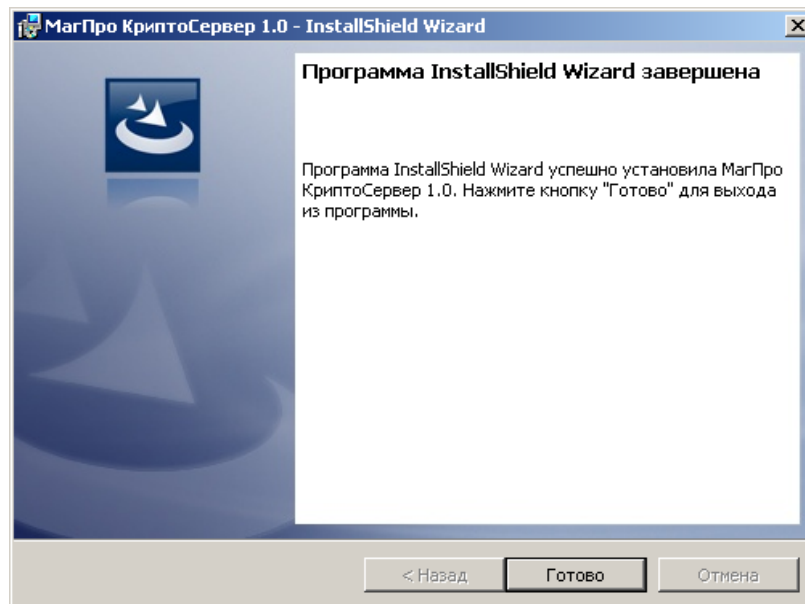 МагПро КриптоСервер 1.0 - InstallShield Wizard
Программа InstallShield Wizard завершена
Программа InstallShield Wizard успешно установила МагПро
КриптоСервер 1.0. Нажмите кнопку "Готово" для выхода
из программы.
< Назад
Готово
Отмена